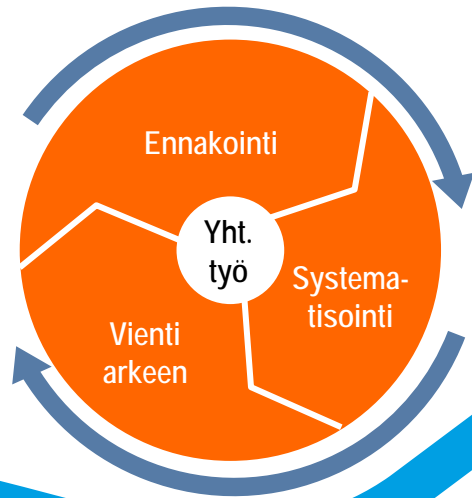 Ennakointi
Yht.
työ
Systema-
tisointi
Vienti
arkeen